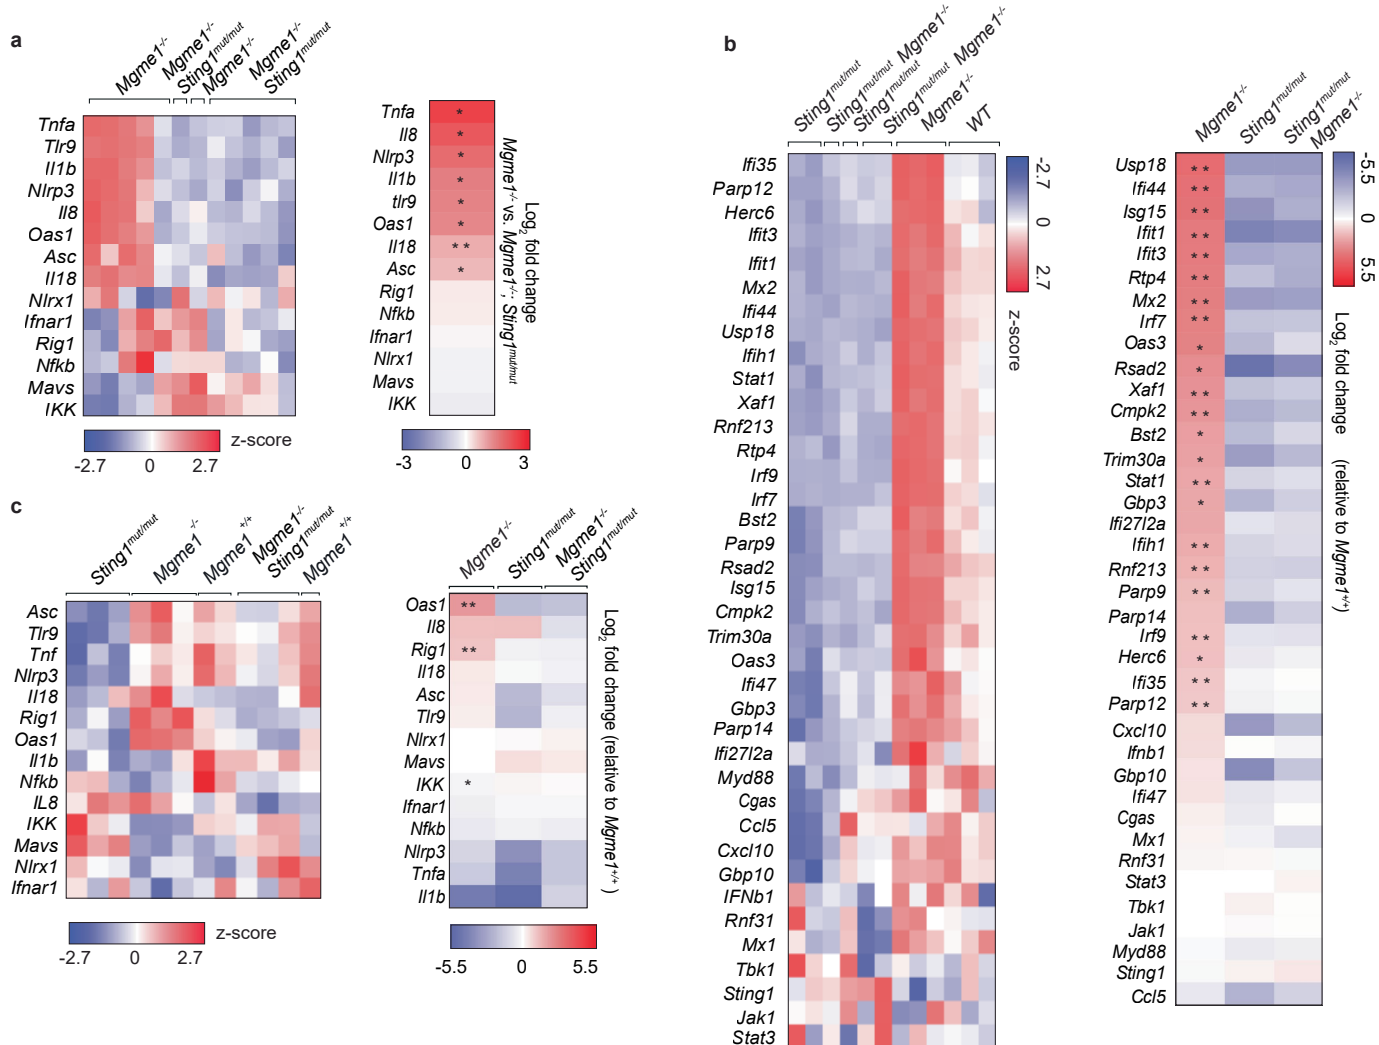 a
Mgme1-/-
Mgme1-/-
Sting1mut/mut
Mgme1-/-
Mgme1-/-
Sting1mut/mut
Tnfa
Tlr9
Il1b
Nlrp3
Il8
Oas1
Asc
Il18
Nlrx1
Ifnar1
Rig1
Nfkb
Mavs
IKK
z-score
-2.7 0 2.7
Tnfa *
Il8 *
Nlrp3 *
Il1b *
tlr9 *
Oas1 *
Il18 **
Asc *
Rig1
Nfkb
Ifnar1
Nlrx1
Mavs
IKK
-3 0 3
Log2 fold change
Mgme1-/- vs. Mgme1-/-; Sting1mut/mut
b
Sting1mut/mut
Sting1mut/mut Mgme1-/-
Sting1mut/mut
Sting1mut/mut Mgme1-/-
Mgme1-/-
WT
Ifi35
Parp12
Herc6
Ifit3
Ifit1
Mx2
Ifi44
Usp18
Ifih1
Stat1
Xaf1
Rnf213
Rtp4
Irf9
Irf7
Bst2
Parp9
Rsad2
Isg15
Cmpk2
Trim30a
Oas3
Ifi47
Gbp3
Parp14
Ifi27l2a
Myd88
Cgas
Ccl5
Cxcl10
Gbp10
IFNb1
Rnf31
Mx1
Tbk1
Sting1
Jak1
Stat3
-2.7 0 2.7
z-score
Mgme1-/-
Sting1mut/mut
Sting1mut/mut
Mgme1-/-
Usp18 **
Ifi44 **
Isg15 **
Ifit1 **
Ifit3 **
Rtp4 **
Mx2 **
Irf7 **
Oas3 *
Rsad2 *
Xaf1 **
Cmpk2 **
Bst2 *
Trim30a *
Stat1 **
Gbp3 *
Ifi27l2a
Ifih1 **
Rnf213 **
Parp9 **
Parp14
Irf9 **
Herc6 *
Ifi35 **
Parp12 **
Cxcl10
Ifnb1
Gbp10
Ifi47
Cgas
Mx1
Rnf31
Stat3
Tbk1
Jak1
Myd88
Sting1
Ccl5
-5.5 0 5.5
Log2 fold change (relative to Mgme1+/+)
c
Sting1mut/mut
Mgme1-/-
Mgme1+/+
Mgme1-/-
Sting1mut/mut
Mgme1+/+
Asc
Tlr9
Tnf
Nlrp3
Il18
Rig1
Oas1
Il1b
Nfkb
IL8
IKK
Mavs
Nlrx1
Ifnar1
z-score
-2.7 0 2.7
Mgme1-/-
Sting1mut/mut
Mgme1-/-
Sting1mut/mut
Oas1 **
Il8
Rig1 **
Il18
Asc
Tlr9
Nlrx1
Mavs
IKK *
Ifnar1
Nfkb
Nlrp3
Tnfa
Il1b
-5.5 0 5.5
Log2 fold change (relative to Mgme1+/+)